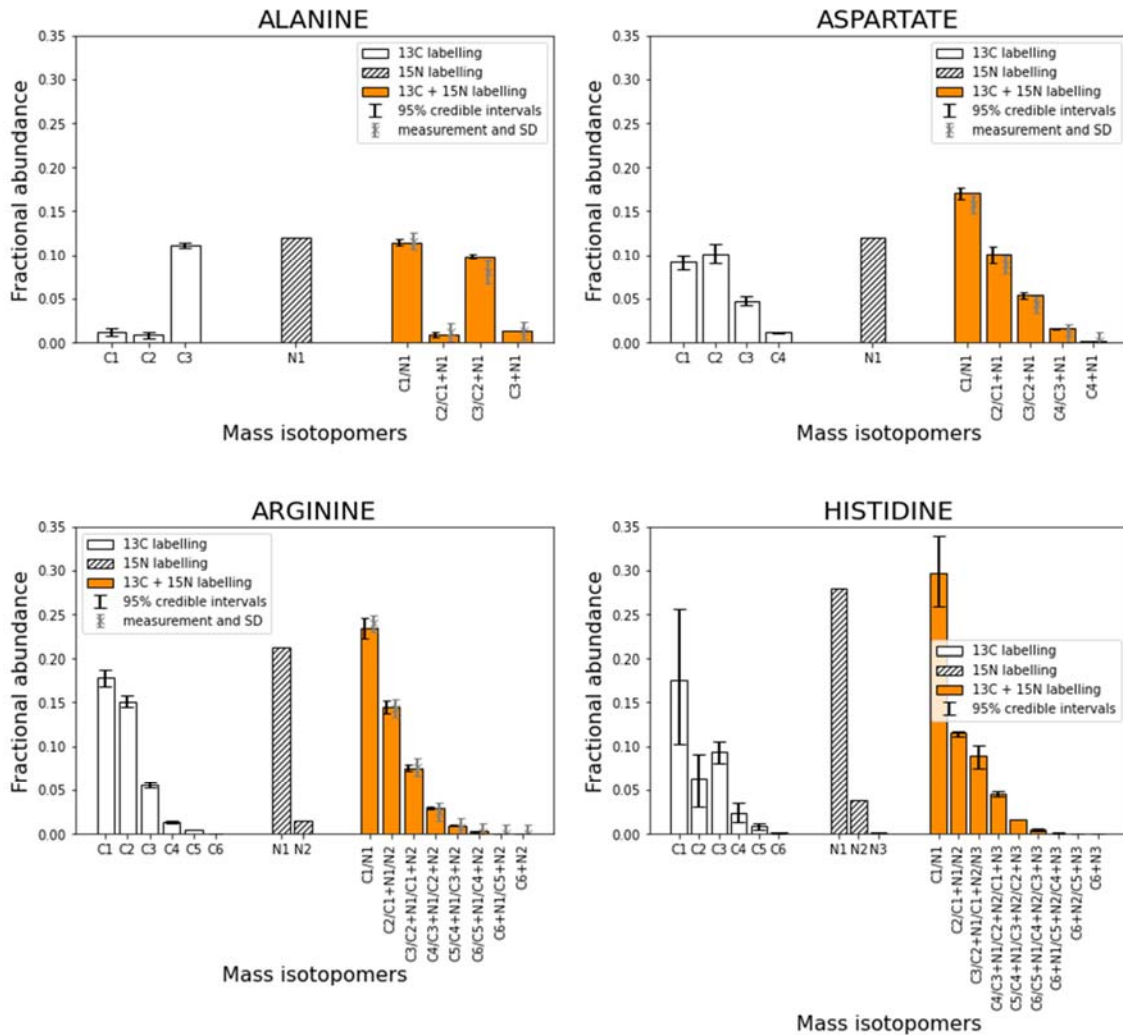 ALANINE
0.35
0.30
0.25
0.20
0.15
0.10
0.05
0.00
Fractional abundance
13C labelling
15N labelling
13C + 15N labelling
95% credible intervals
measurement and SD
C1 C2 C3 N1 C1/N1 C2/C1+N1 C3/C2+N1 C3+N1
Mass isotopomers
ASPARTATE
0.35
0.30
0.25
0.20
0.15
0.10
0.05
0.00
Fractional abundance
13C labelling
15N labelling
13C + 15N labelling
95% credible intervals
measurement and SD
C1 C2 C3 C4 N1 C1/N1 C2/C1+N1 C3/C2+N1 C4/C3+N1 C4+N1
Mass isotopomers
ARGININE
0.35
0.30
0.25
0.20
0.15
0.10
0.05
0.00
Fractional abundance
13C labelling
15N labelling
13C + 15N labelling
95% credible intervals
measurement and SD
C1 C2 C3 C4 C5 C6 N1 N2 C1/N1 C2/C1+N1/N2 C3/C2+N1/C1+N2 C4/C3+N1/C2+N2 C5/C4+N1/C3+N2 C6/C5+N1/C4+N2 C6+N1/C5+N2 C6+N2
Mass isotopomers
HISTIDINE
0.35
0.30
0.25
0.20
0.15
0.10
0.05
0.00
Fractional abundance
13C labelling
15N labelling
13C + 15N labelling
95% credible intervals
C1 C2 C3 C4 C5 C6 N1 N2 N3 C1/N1 C2/C1+N1/N2 C3/C2+N1/C1+N2/N3 C4/C3+N1/C2+N2/C1+N3 C5/C4+N1/C3+N2/C2+N3 C6/C5+N1/C4+N2/C3+N3 C6+N1/C5+N2/C4+N3 C6+N2/C5+N3 C6+N3
Mass isotopomers